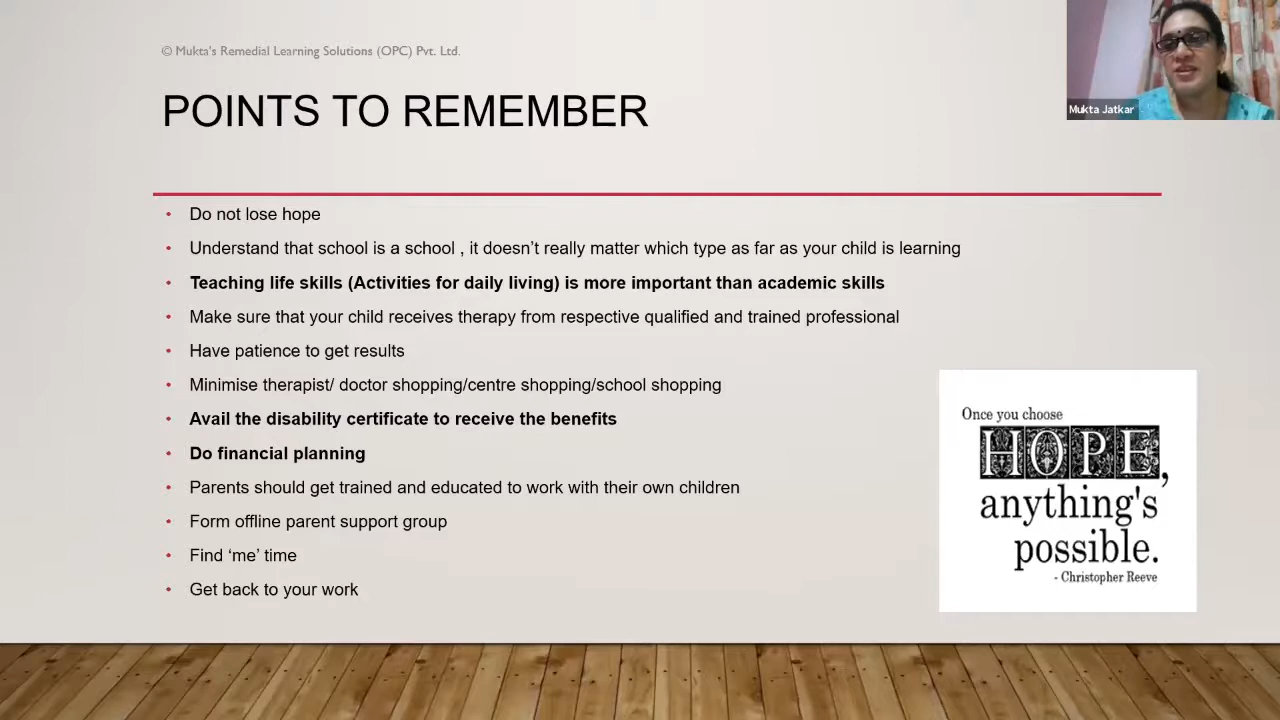 © Mukta's Remedial Learning Solutions (OPC) Pvt. Ltd.
Mukta Jatkar
POINTS TO REMEMBER
• Do not lose hope
• Understand that school is a school , it doesn’t really matter which type as far as your child is learning
• Teaching life skills (Activities for daily living) is more important than academic skills
• Make sure that your child receives therapy from respective qualified and trained professional
• Have patience to get results
• Minimise therapist/ doctor shopping/centre shopping/school shopping
• Avail the disability certificate to receive the benefits
• Do financial planning
• Parents should get trained and educated to work with their own children
• Form offline parent support group
• Find ‘me’ time
• Get back to your work
Once you choose
HOPE,
anything's
possible.
- Christopher Reeve